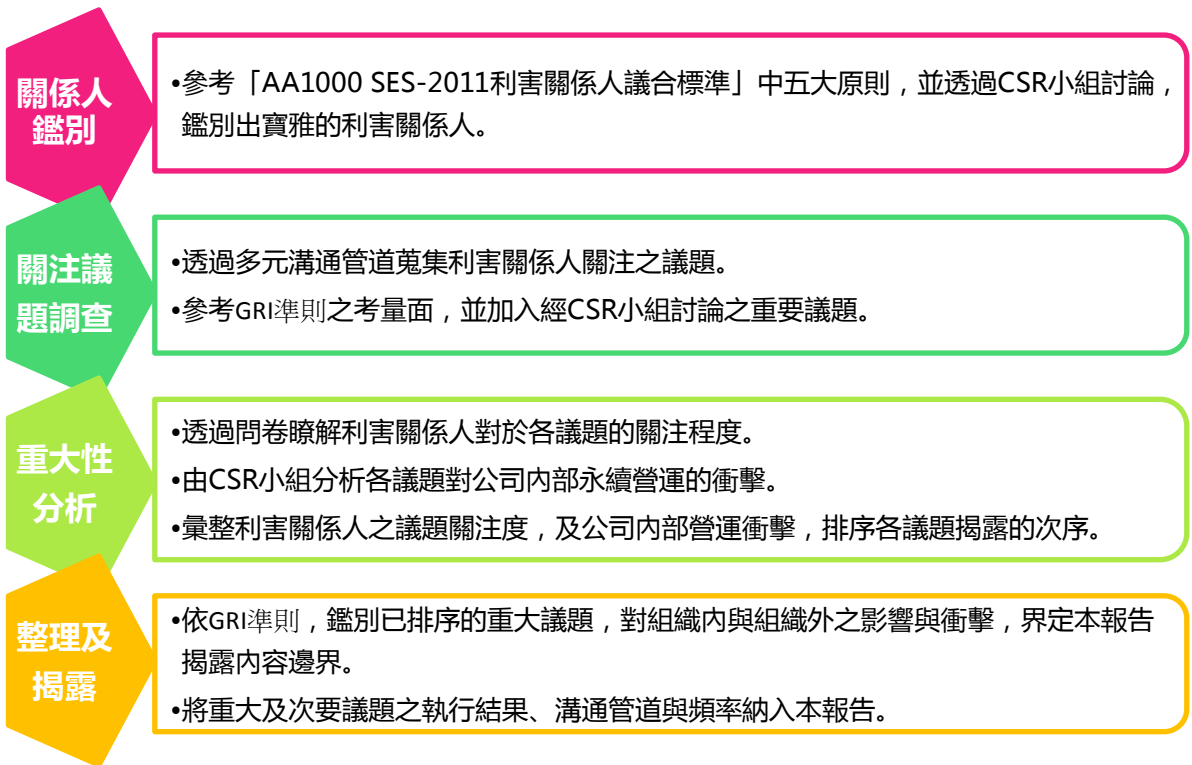 關係人
鑑別
•參考「AA1000 SES-2011利害關係人議合標準」中五大原則，並透過CSR小組討論，
鑑別出寶雅的利害關係人。
關注議
題調查
•透過多元溝通管道蒐集利害關係人關注之議題。
•參考GRI準則之考量面，並加入經CSR小組討論之重要議題。
重大性
分析
•透過問卷瞭解利害關係人對於各議題的關注程度。
•由CSR小組分析各議題對公司內部永續營運的衝擊。
•彙整利害關係人之議題關注度，及公司內部營運衝擊，排序各議題揭露的次序。
整理及
揭露
•依GRI準則，鑑別已排序的重大議題，對組織內與組織外之影響與衝擊，界定本報告
揭露內容邊界。
•將重大及次要議題之執行結果、溝通管道與頻率納入本報告。